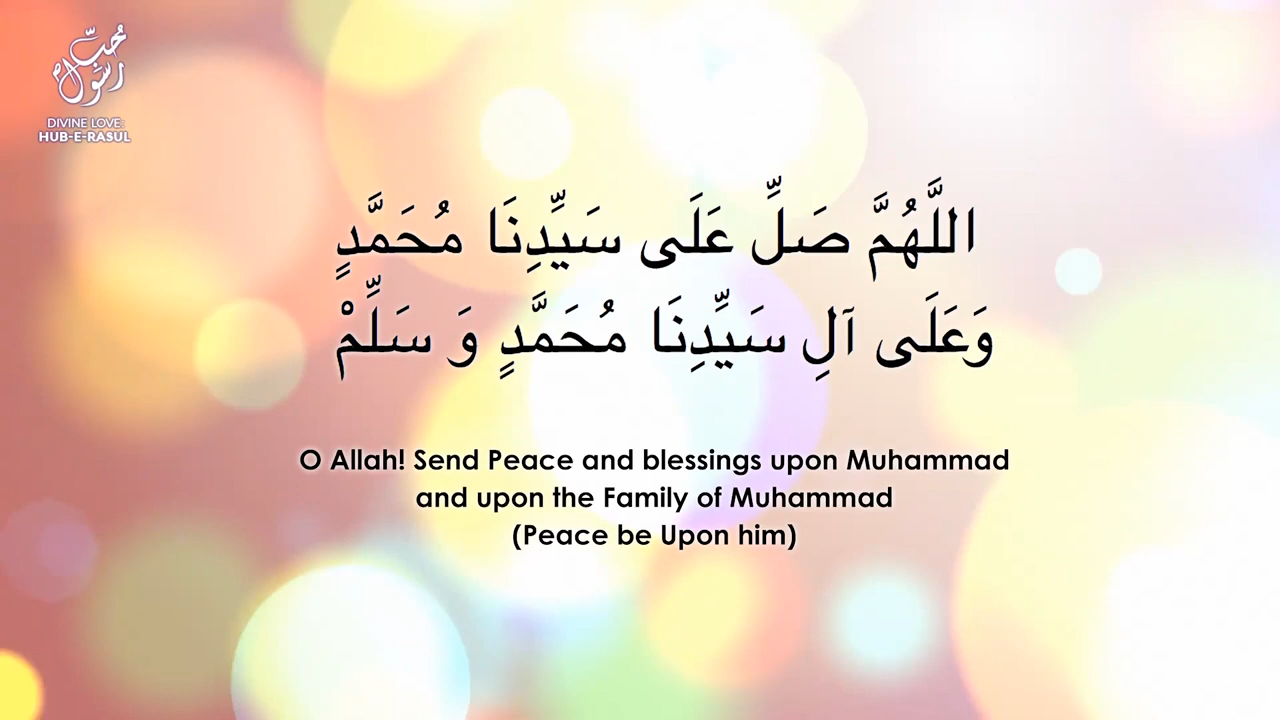 حُبِّ
رَسُول
DIVINE LOVE:
HUB-E-RASUL
اللَّهُمَّ صَلِّ عَلَى سَيِّدِنَا مُحَمَّدٍ
وَعَلَى آلِ سَيِّدِنَا مُحَمَّدٍ وَ سَلِّمْ
O Allah! Send Peace and blessings upon Muhammad
and upon the Family of Muhammad
(Peace be Upon him)